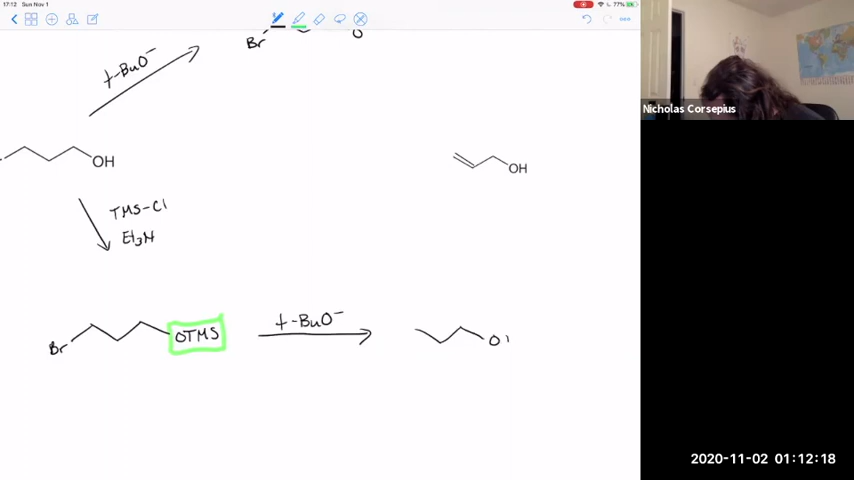 17:12 Sun Nov 1
77%
Br
O
t-BuO⁻
OH
OH
TMS-Cl
Et3N
Nicholas Corsepius
Br
OTMS
t-BuO⁻
O
2020-11-02 01:12:18